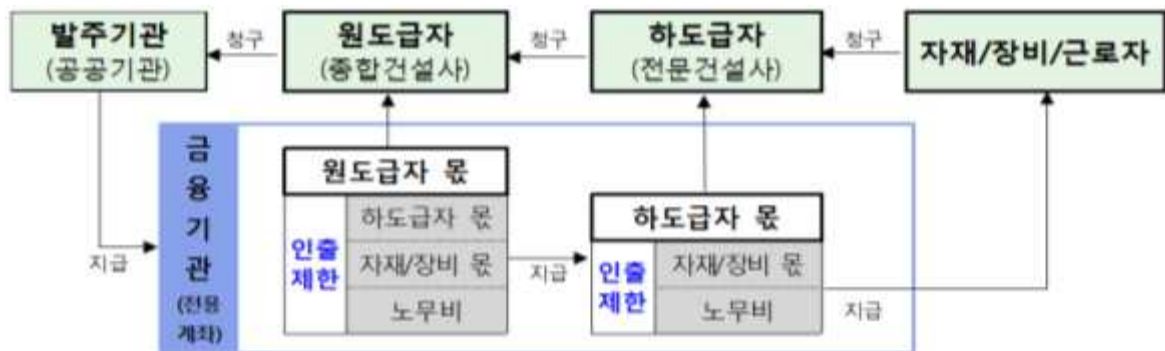 발주기관
(공공기관)
청구
원도급자
(종합건설사)
청구
하도급자
(전문건설사)
청구
자재/장비/근로자
지급
금융기관
(전용
계좌)
원도급자 몫
인출
제한
하도급자 몫
자재/장비 몫
노무비
지급
하도급자 몫
인출
제한
자재/장비 몫
노무비
지급